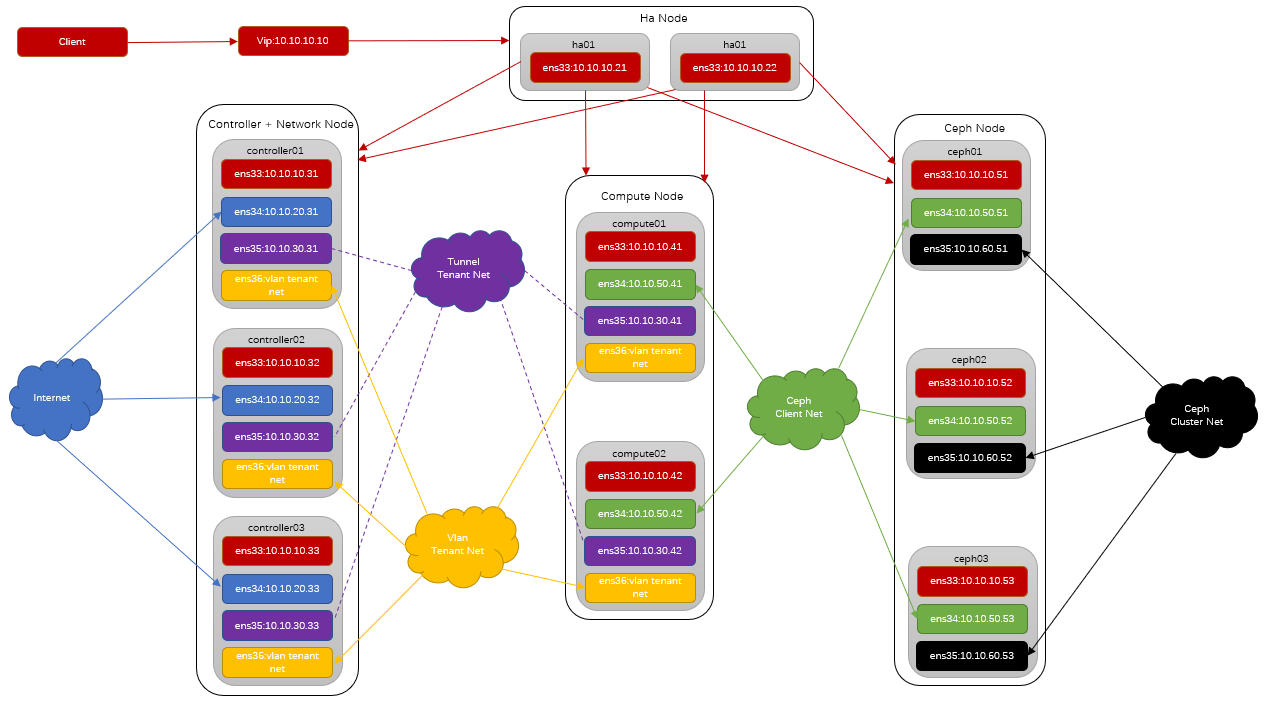 Client
Vip:10.10.10.10
Ha Node
ha01
ens33:10.10.10.21
ha01
ens33:10.10.10.22
Controller + Network Node
controller01
ens33:10.10.10.31
ens34:10.10.20.31
ens35:10.10.30.31
ens36:vlan tenant
net
controller02
ens33:10.10.10.32
ens34:10.10.20.32
ens35:10.10.30.32
ens36:vlan tenant
net
controller03
ens33:10.10.10.33
ens34:10.10.20.33
ens35:10.10.30.33
ens36:vlan tenant
net
Internet
Tunnel
Tenant Net
Vlan
Tenant Net
Compute Node
compute01
ens33:10.10.10.41
ens34:10.10.50.41
ens35:10.10.30.41
ens36:vlan tenant
net
compute02
ens33:10.10.10.42
ens34:10.10.50.42
ens35:10.10.30.42
ens36:vlan tenant
net
Ceph
Client Net
Ceph Node
ceph01
ens33:10.10.10.51
ens34:10.10.50.51
ens35:10.10.60.51
ceph02
ens33:10.10.10.52
ens34:10.10.50.52
ens35:10.10.60.52
ceph03
ens33:10.10.10.53
ens34:10.10.50.53
ens35:10.10.60.53
Ceph
Cluster Net